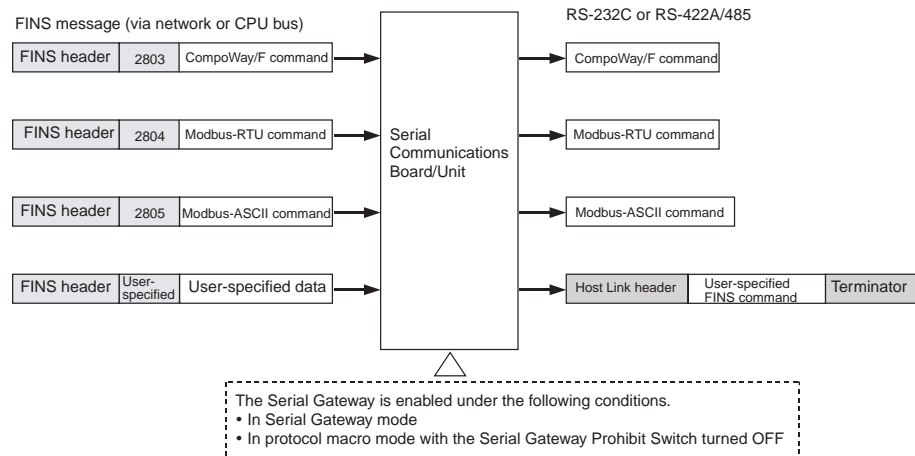 FINS message (via network or CPU bus)
RS-232C or RS-422A/485
FINS header 2803 CompoWay/F command
CompoWay/F command
FINS header 2804 Modbus-RTU command
Serial
Communications
Board/Unit
Modbus-RTU command
FINS header 2805 Modbus-ASCII command
Modbus-ASCII command
FINS header User-
specified User-specified data
Host Link header User-specified
FINS command Terminator
The Serial Gateway is enabled under the following conditions.
• In Serial Gateway mode
• In protocol macro mode with the Serial Gateway Prohibit Switch turned OFF